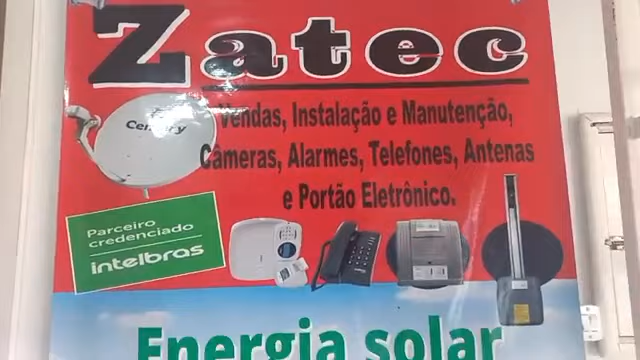 Zatec
Century
Vendas, Instalação e Manutenção,
Câmeras, Alarmes, Telefones, Antenas
e Portão Eletrônico.
Parceiro
credenciado
intelbras
Energia solar